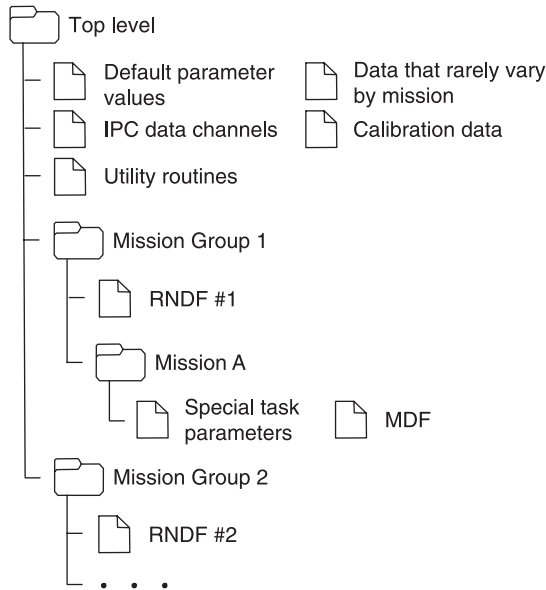 Top level
Default parameter
values
Data that rarely vary
by mission
IPC data channels
Calibration data
Utility routines
Mission Group 1
RNDF #1
Mission A
Special task
parameters
MDF
Mission Group 2
RNDF #2
. . .